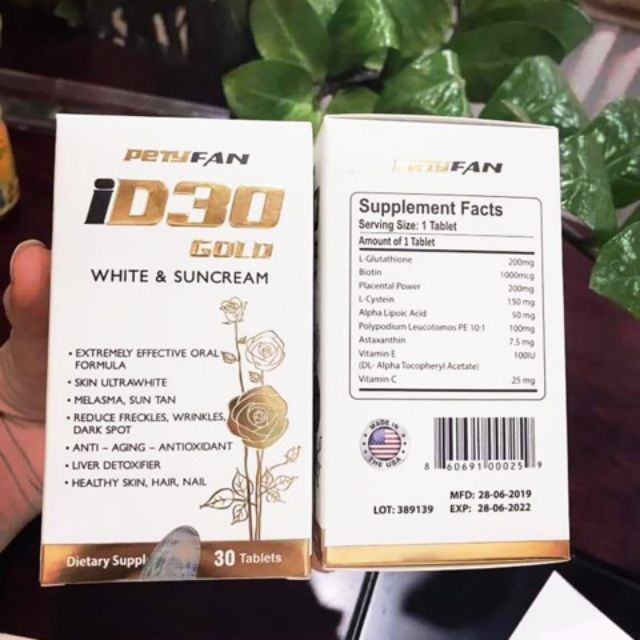 PETYFAN
iD30
GOLD
WHITE & SUNCREAM
• EXTREMELY EFFECTIVE ORAL
FORMULA
• SKIN ULTRAWHITE
• MELASMA, SUN TAN
• REDUCE FRECKLES, WRINKLES,
DARK SPOT
• ANTI – AGING – ANTIOXIDANT
• LIVER DETOXIFIER
• HEALTHY SKIN, HAIR, NAIL
Dietary Suppl
30 Tablets
PETYFAN
Supplement Facts
Serving Size: 1 Tablet
Amount of 1 Tablet
L-Glutathione 200mg
Biotin 1000mcg
Placental Power 200mg
L-Cystein 150 mg
Alpha Lipoic Acid 50 mg
Polypodium Leucotomos PE 10:1 100mg
Astaxanthin 7.5 mg
Vitamin E 100IU
(DL- Alpha Tocopheryl Acetate)
Vitamin C 25 mg
MADE IN
THE USA
8 60691 00025 9
MFD: 28-06-2019
LOT: 389139 EXP: 28-06-2022